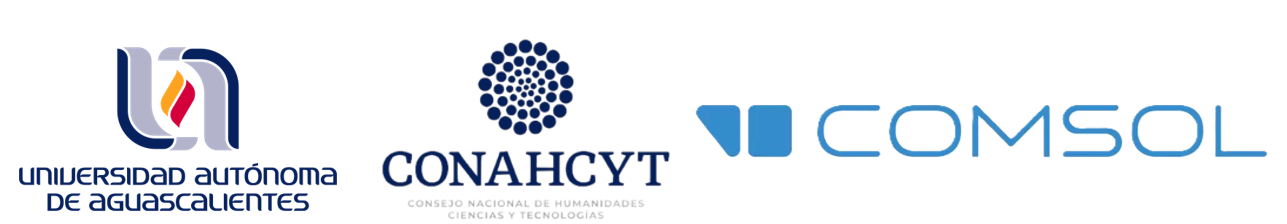 UNIVERSIDAD AUTÓNOMA
DE AGUASCALIENTES
CONAHCYT
CONSEJO NACIONAL DE HUMANIDADES
CIENCIAS Y TECNOLOGÍAS
COMSOL